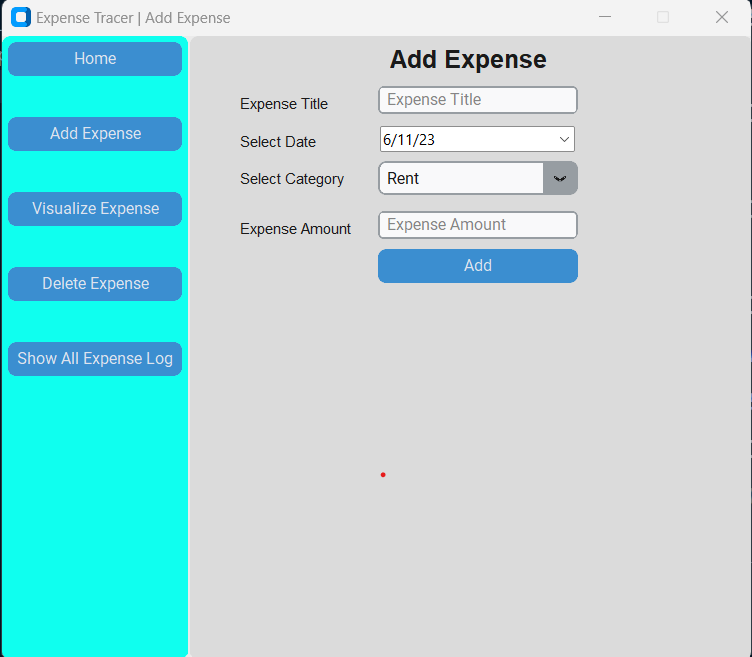 Expense Tracer | Add Expense
Home
Add Expense
Visualize Expense
Delete Expense
Show All Expense Log
Add Expense
Expense Title
Expense Title
Select Date
6/11/23
Select Category
Rent
Expense Amount
Expense Amount
Add